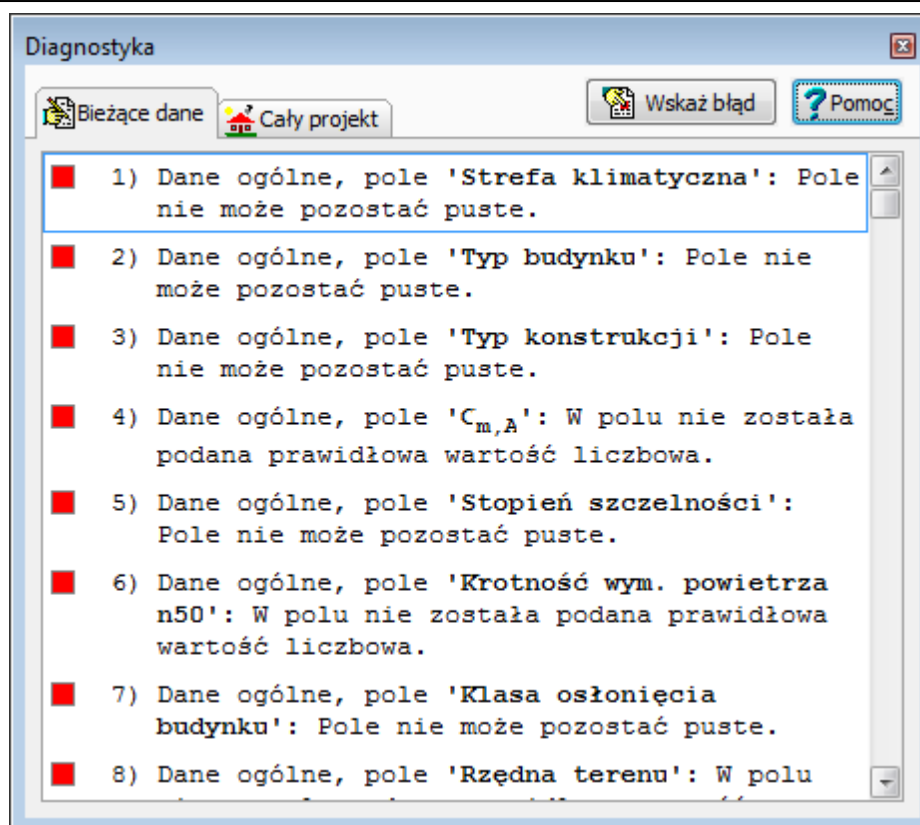 Diagnostyka
Bieżące dane
Cały projekt
Wskaż błąd
Pomoc
1) Dane ogólne, pole 'Strefa klimatyczna': Pole
nie może pozostać puste.
2) Dane ogólne, pole 'Typ budynku': Pole nie
może pozostać puste.
3) Dane ogólne, pole 'Typ konstrukcji': Pole
nie może pozostać puste.
4) Dane ogólne, pole 'Cm,A': W polu nie została
podana prawidłowa wartość liczbowa.
5) Dane ogólne, pole 'Stopień szczelności':
Pole nie może pozostać puste.
6) Dane ogólne, pole 'Krotność wym. powietrza
n50': W polu nie została podana prawidłowa
wartość liczbowa.
7) Dane ogólne, pole 'Klasa osłonięcia
budynku': Pole nie może pozostać puste.
8) Dane ogólne, pole 'Rzędna terenu': W polu